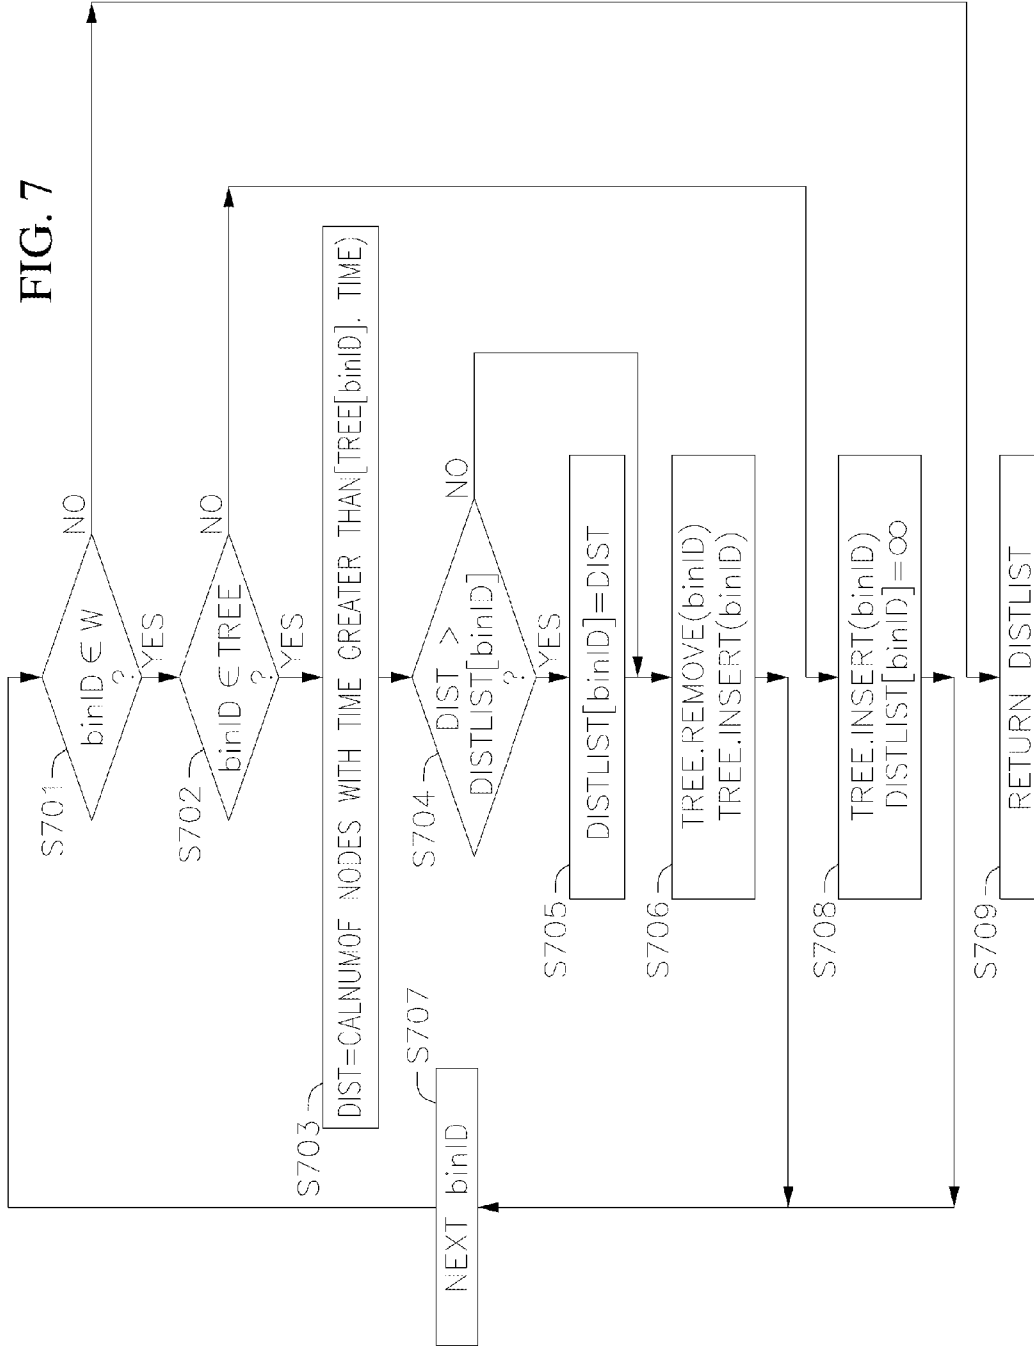 FIG. 7
S701
binID ∈ W
?
NO
YES
S702
binID ∈ TREE
?
NO
YES
S703
DIST=CALNUMOF NODES WITH TIME GREATER THAN[TREE[binID]. TIME)
S704
DIST >
DISTLIST[binID]
?
NO
YES
S705
DISTLIST[binID]=DIST
S706
TREE.REMOVE(binID)
TREE.INSERT(binID)
S707
NEXT binID
S708
TREE.INSERT(binID)
DISTLIST[binID]=∞
S709
RETURN DISTLIST